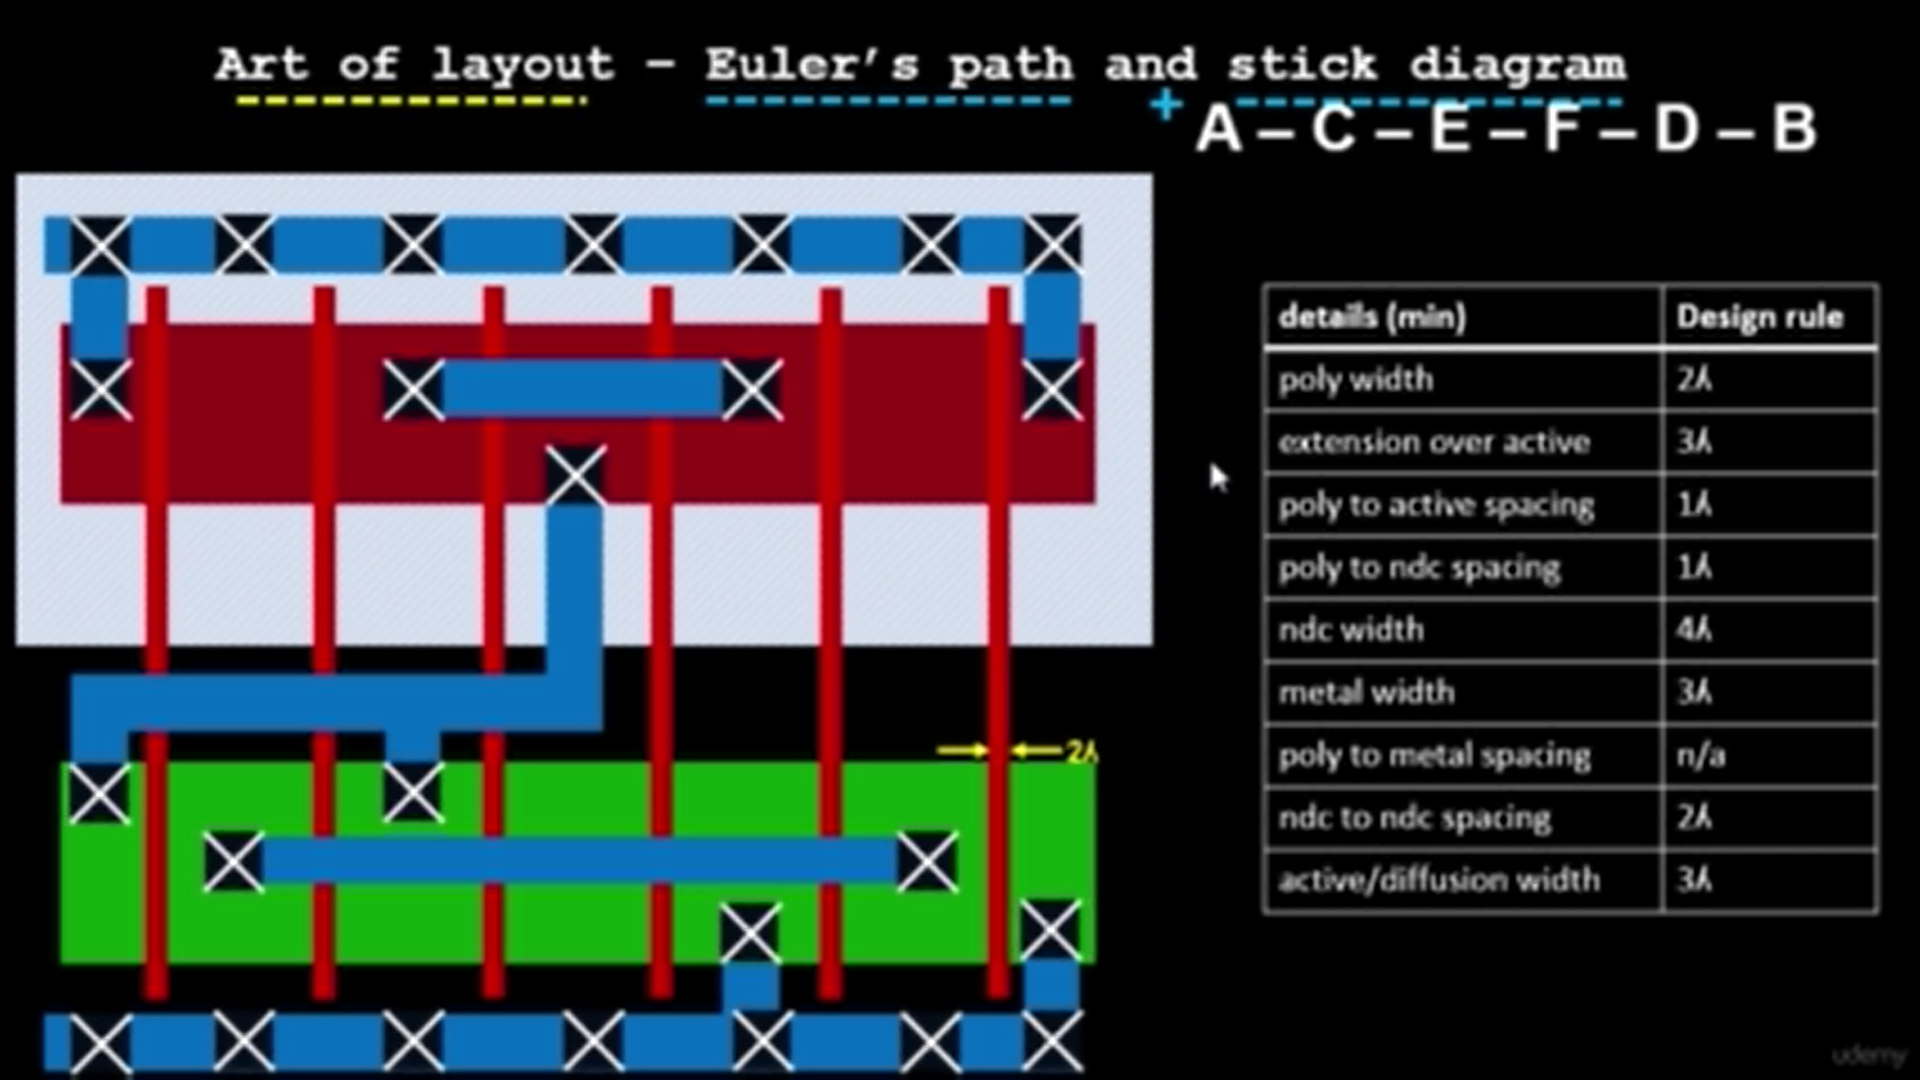 Art of layout – Euler's path and stick diagram
+ A – C – E – F – D – B
details (min) Design rule
poly width 2λ
extension over active 3λ
poly to active spacing 1λ
poly to ndc spacing 1λ
ndc width 4λ
metal width 3λ
poly to metal spacing n/a
ndc to ndc spacing 2λ
active/diffusion width 3λ
2λ
udemy